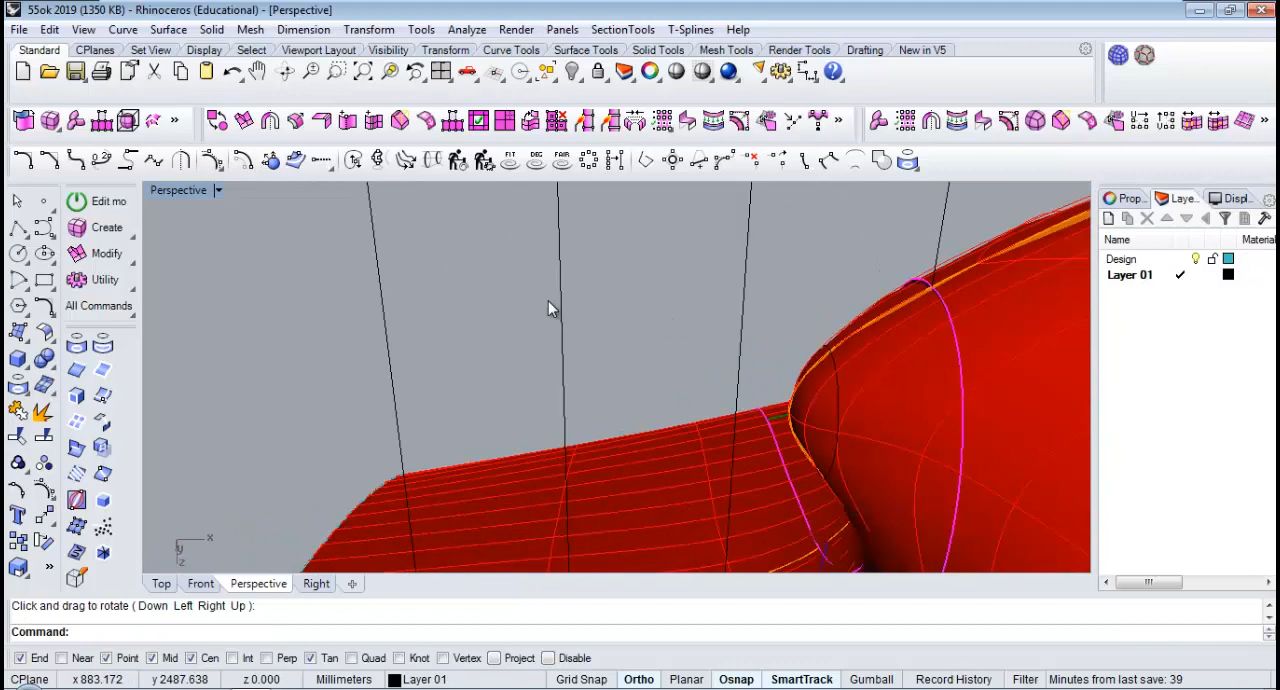 55ok 2019 (1350 KB) - Rhinoceros (Educational) - [Perspective]
File Edit View Curve Surface Solid Mesh Dimension Transform Tools Analyze Render Panels SectionTools T-Splines Help
Standard CPlanes Set View Display Select Viewport Layout Visibility Transform Curve Tools Surface Tools Solid Tools Mesh Tools Render Tools Drafting New in V5
FIT DEG FAIR
Perspective
Prop... Laye... Displ...
Edit mo
Create
Modify
Utility
All Commands
Name Material
Design
Layer 01
x
y
z
Top Front Perspective Right
Click and drag to rotate ( Down Left Right Up ):
Command:
End Near Point Mid Cen Int Perp Tan Quad Knot Vertex Project Disable
CPlane x 883.172 y 2487.638 z 0.000 Millimeters Layer 01 Grid Snap Ortho Planar Osnap SmartTrack Gumball Record History Filter Minutes from last save: 39